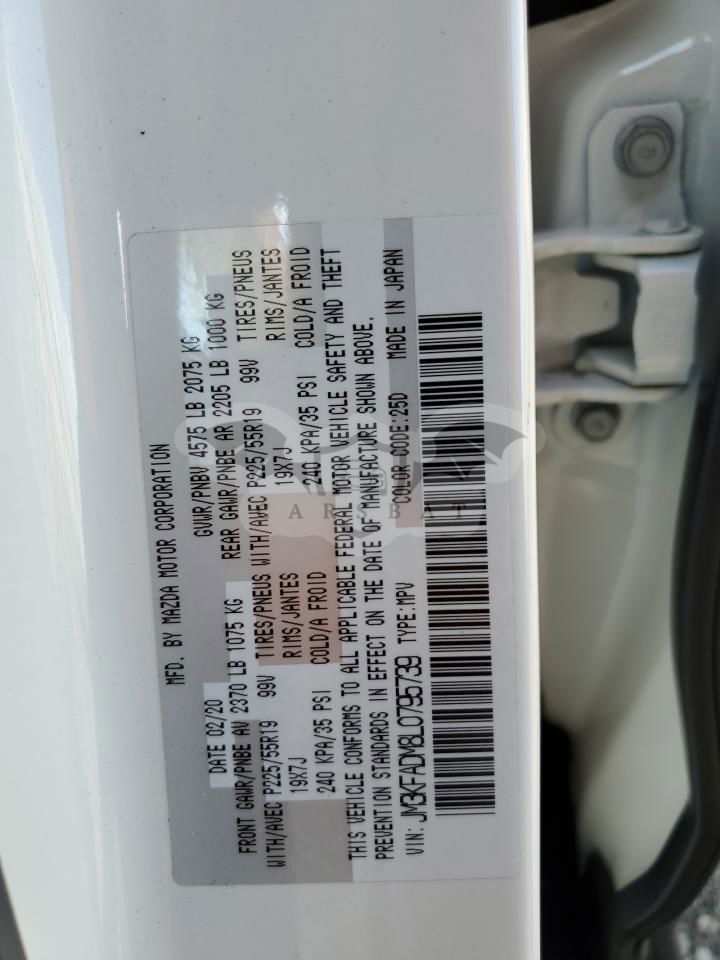 MFD. BY MAZDA MOTOR CORPORATION
DATE 02/20 GVWR/PNBV 4575 LB 2075 KG
FRONT GAWR/PNBE AV 2370 LB 1075 KG REAR GAWR/PNBE AR 2205 LB 1000 KG
WITH/AVEC P225/55R19 99V TIRES/PNEUS WITH/AVEC P225/55R19 99V TIRES/PNEUS
19X7J RIMS/JANTES 19X7J RIMS/JANTES
240 KPA/35 PSI COLD/A FROID 240 KPA/35 PSI COLD/A FROID
THIS VEHICLE CONFORMS TO ALL APPLICABLE FEDERAL MOTOR VEHICLE SAFETY AND THEFT
PREVENTION STANDARDS IN EFFECT ON THE DATE OF MANUFACTURE SHOWN ABOVE.
VIN: JM3KFADM8L0795739 TYPE:MPV COLOR CODE:25D MADE IN JAPAN
ARSBAT